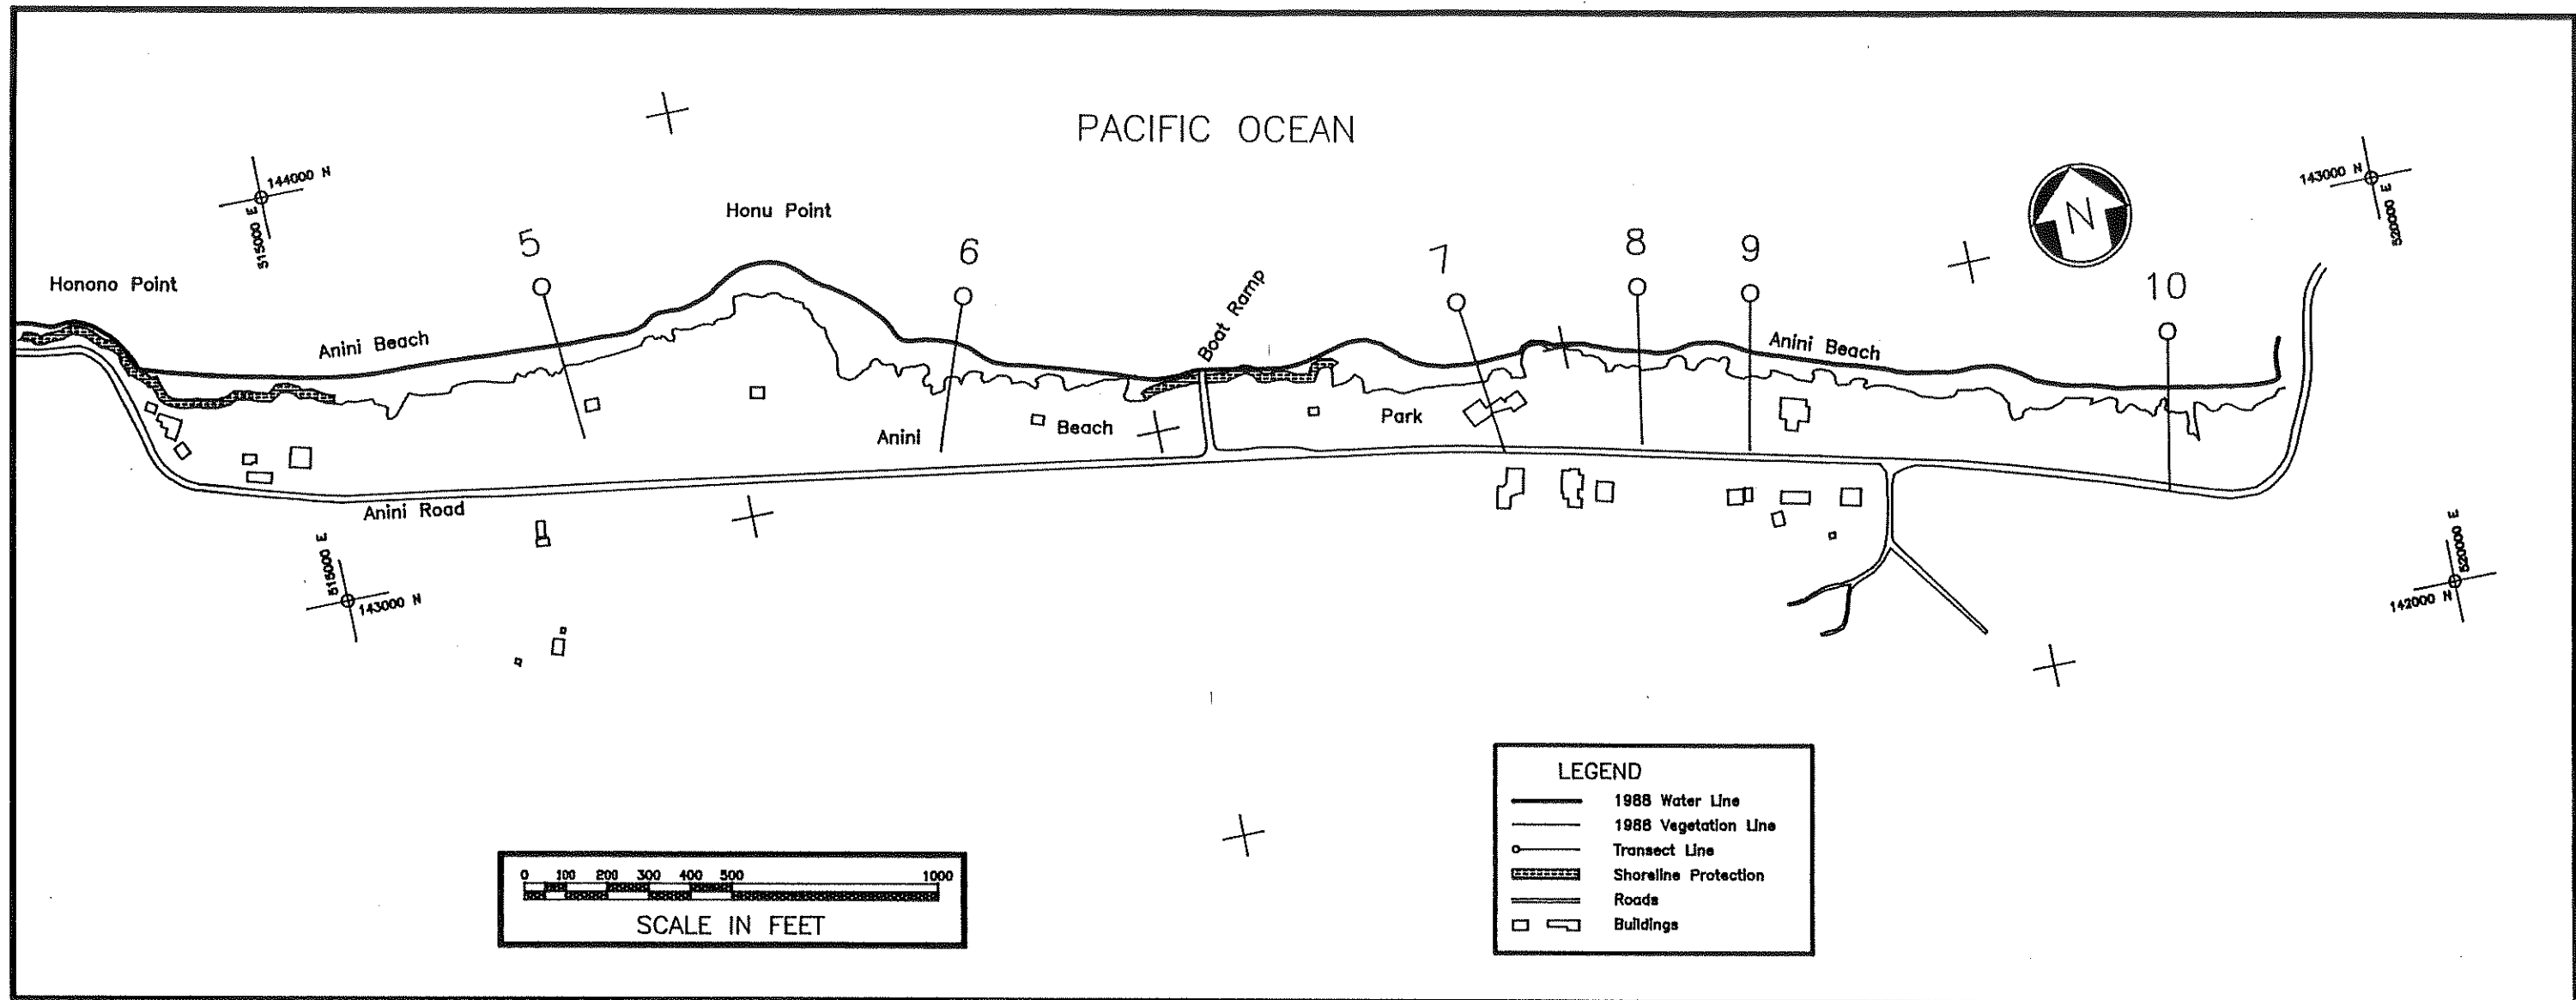 PACIFIC OCEAN
144000 N
515000 E
143000 N
520000 E
Honu Point
N
5
6
7
8
9
10
Honono Point
Anini Beach
Boat Ramp
Anini Beach
Anini
Beach
Park
Anini Road
515000 E
143000 N
520000 E
142000 N
LEGEND
1988 Water Line
1988 Vegetation Line
Transect Line
Shoreline Protection
Roads
Buildings
0 100 200 300 400 500 1000
SCALE IN FEET